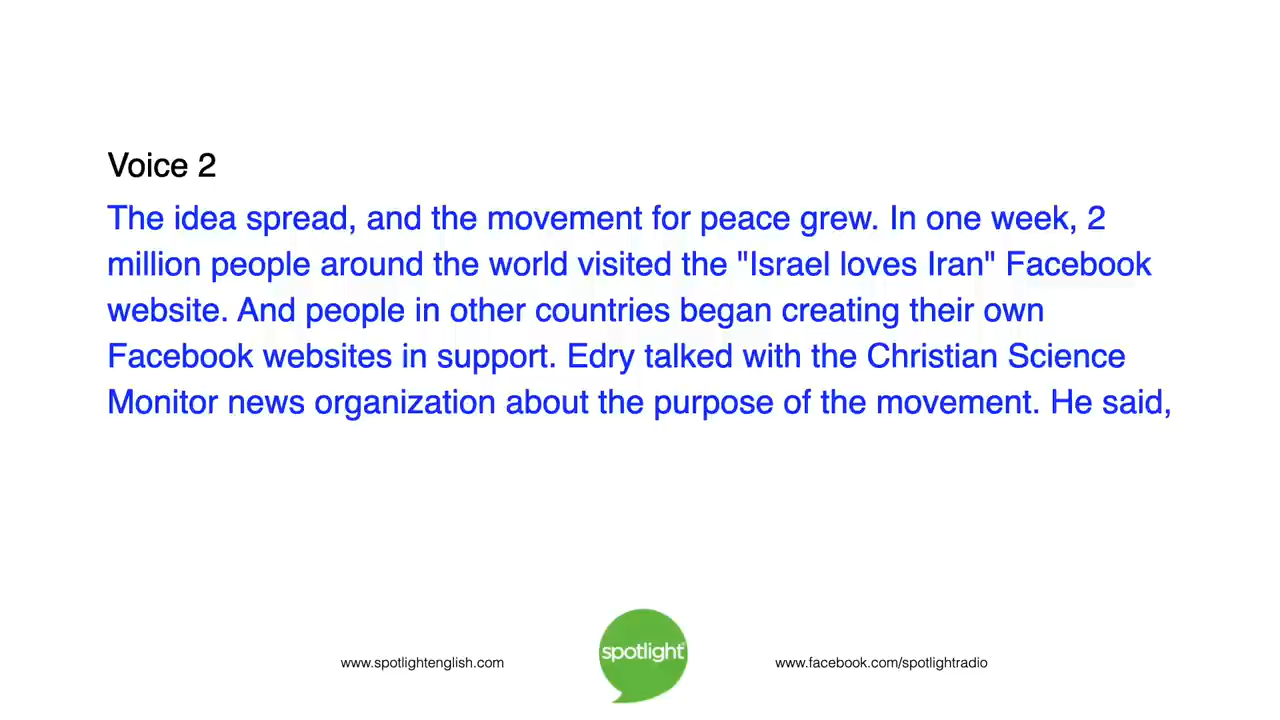 Voice 2
The idea spread, and the movement for peace grew. In one week, 2
million people around the world visited the "Israel loves Iran" Facebook
website. And people in other countries began creating their own
Facebook websites in support. Edry talked with the Christian Science
Monitor news organization about the purpose of the movement. He said,
www.spotlightenglish.com
spotlight
www.facebook.com/spotlightradio